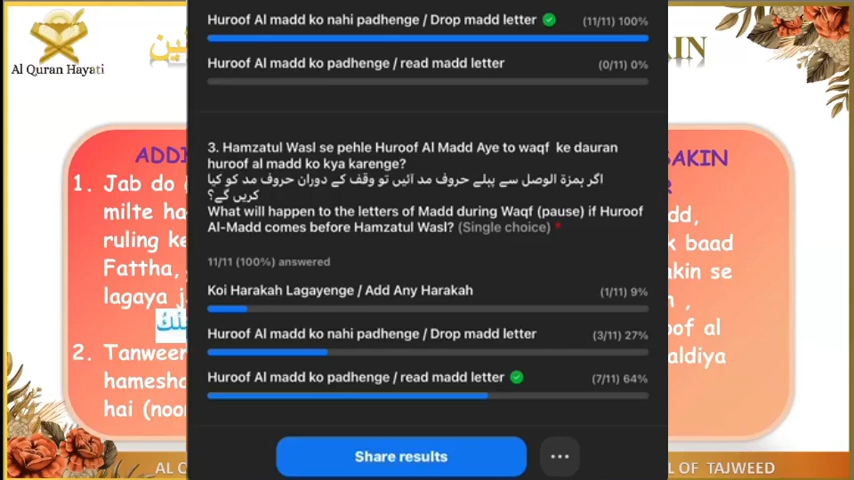 Al Quran Hayati
ADDI
1. Jab do
milte ha
ruling ke
Fattha,
lagaya j
2. Tanween
hamesha
hai (noo
Huroof Al madd ko nahi padhenge / Drop madd letter (11/11) 100%
Huroof Al madd ko padhenge / read madd letter (0/11) 0%
3. Hamzatul Wasl se pehle Huroof Al Madd Aye to waqf ke dauran
huroof al madd ko kya karenge?
اگر ہمزۃ الوصل سے پہلے حروف مد آئیں تو وقف کے دوران حروف مد کو کیا
کریں گے؟
What will happen to the letters of Madd during Waqf (pause) if Huroof
Al-Madd comes before Hamzatul Wasl? (Single choice) *
11/11 (100%) answered
Koi Harakah Lagayenge / Add Any Harakah (1/11) 9%
Huroof Al madd ko nahi padhenge / Drop madd letter (3/11) 27%
Huroof Al madd ko padhenge / read madd letter (7/11) 64%
Share results
AIN
SAKIN
dd,
k baad
akin se
n ,
oof al
aldiya
AL Q
L OF TAJWEED